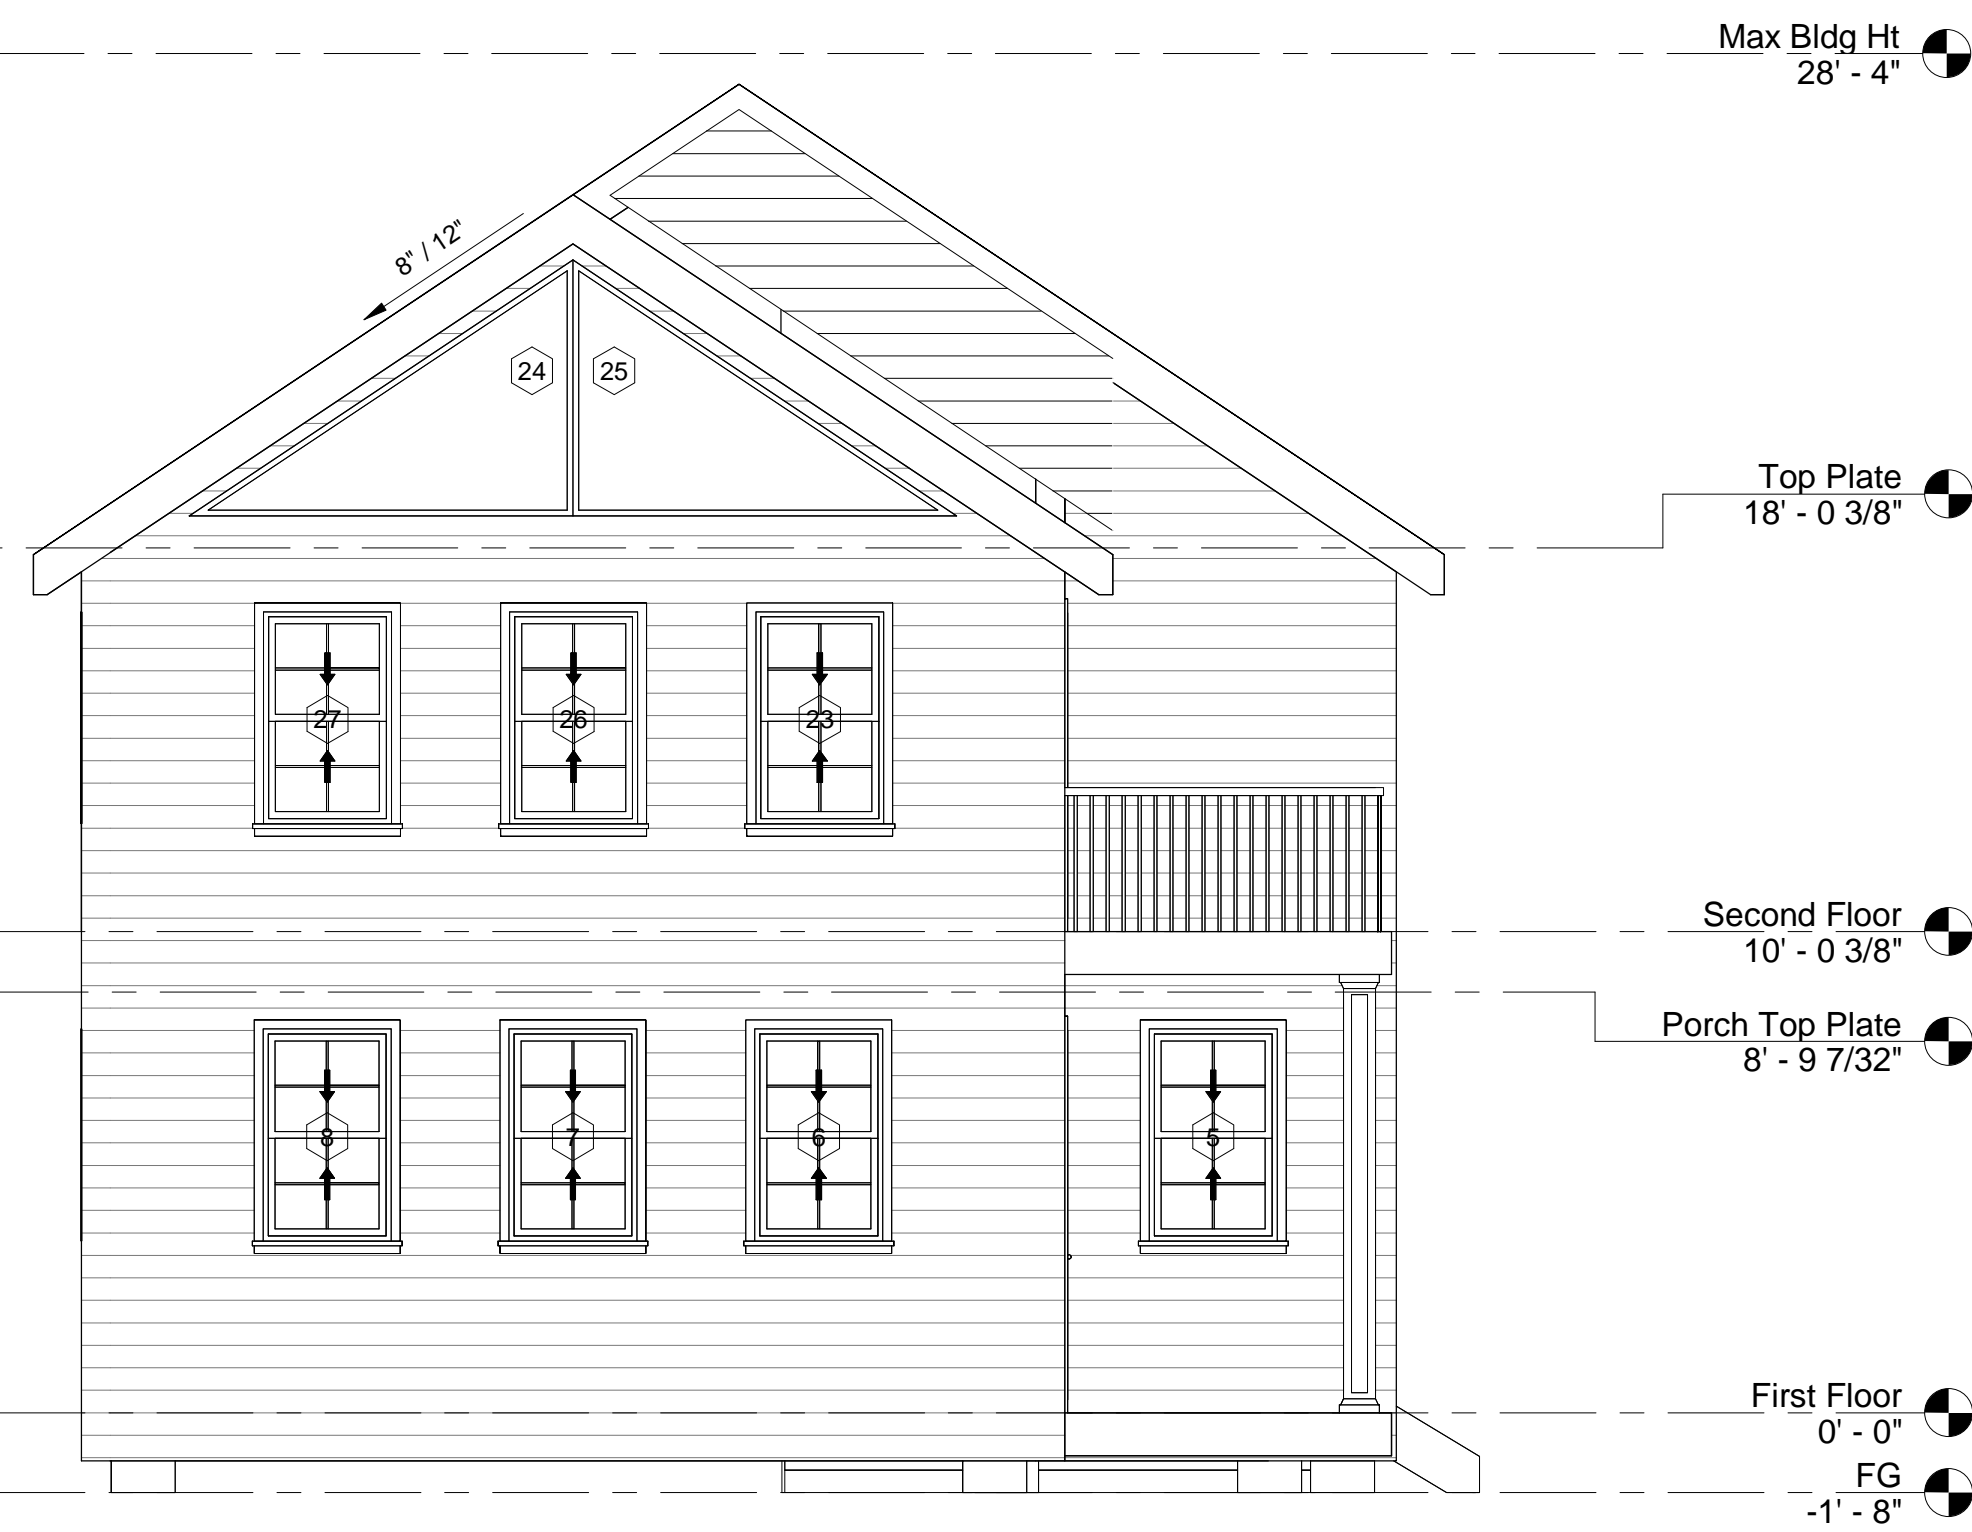 Max Bldg Ht
28' - 4"
8" / 12"
24
25
Top Plate
18' - 0 3/8"
27
26
23
Second Floor
10' - 0 3/8"
Porch Top Plate
8' - 9 7/32"
8
7
6
5
First Floor
0' - 0"
FG
-1' - 8"